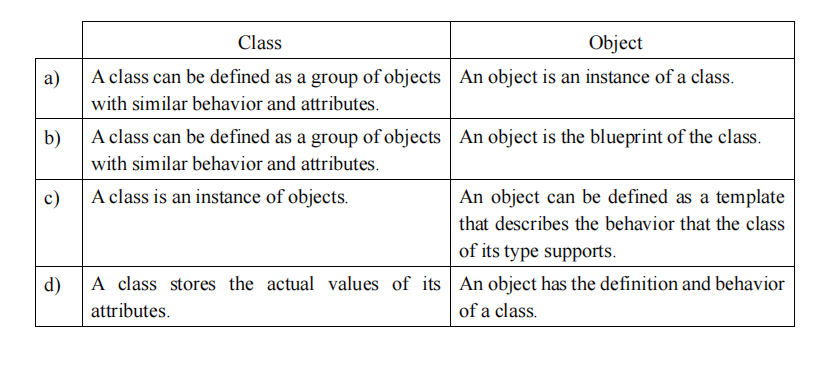 Class Object
a) A class can be defined as a group of objects An object is an instance of a class.
with similar behavior and attributes.
b) A class can be defined as a group of objects An object is the blueprint of the class.
with similar behavior and attributes.
c) A class is an instance of objects. An object can be defined as a template
that describes the behavior that the class
of its type supports.
d) A class stores the actual values of its An object has the definition and behavior
attributes. of a class.